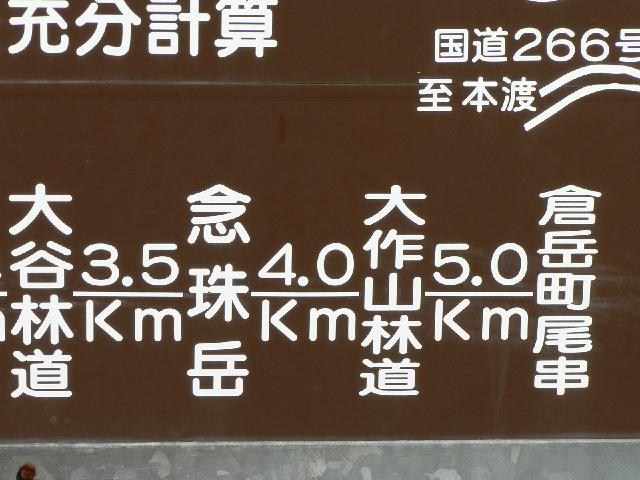 充分計算
国道266号
至本渡
大谷林道
3.5
Km
念珠岳
4.0
Km
大作山林道
5.0
Km
倉岳町尾串